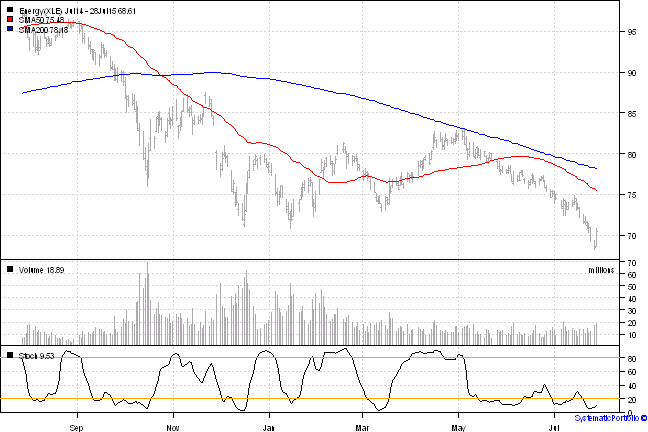 Energy(XLE) Jul14 - 28Jul15 68.61
SMA50 75.48
SMA200 78.18
95
90
85
80
75
70
Volume 18.89
millions
70
60
50
40
30
20
10
Stoch 9.53
80
60
40
20
0
Sep
Nov
Jan
Mar
May
Jul
SystematicPortfolio ©